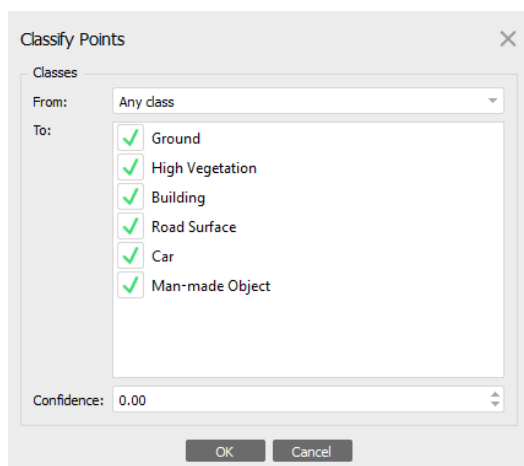 Classify Points
Classes
From: Any class
To:
Ground
High Vegetation
Building
Road Surface
Car
Man-made Object
Confidence: 0.00
OK Cancel